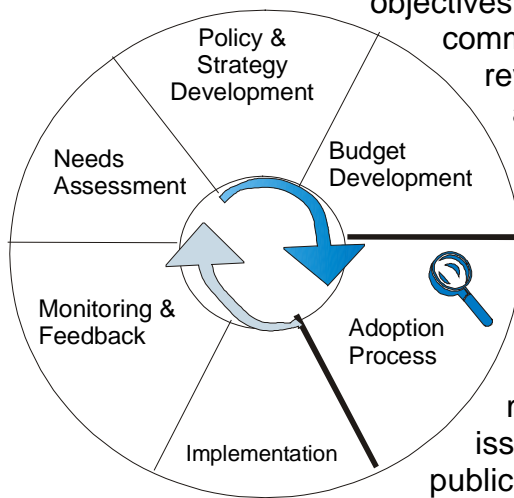 objectives
comm
re
Policy &
Strategy
Development
Needs
Assessment
Budget
Development
Monitoring &
Feedback
Adoption
Process
Implementation
iss
public